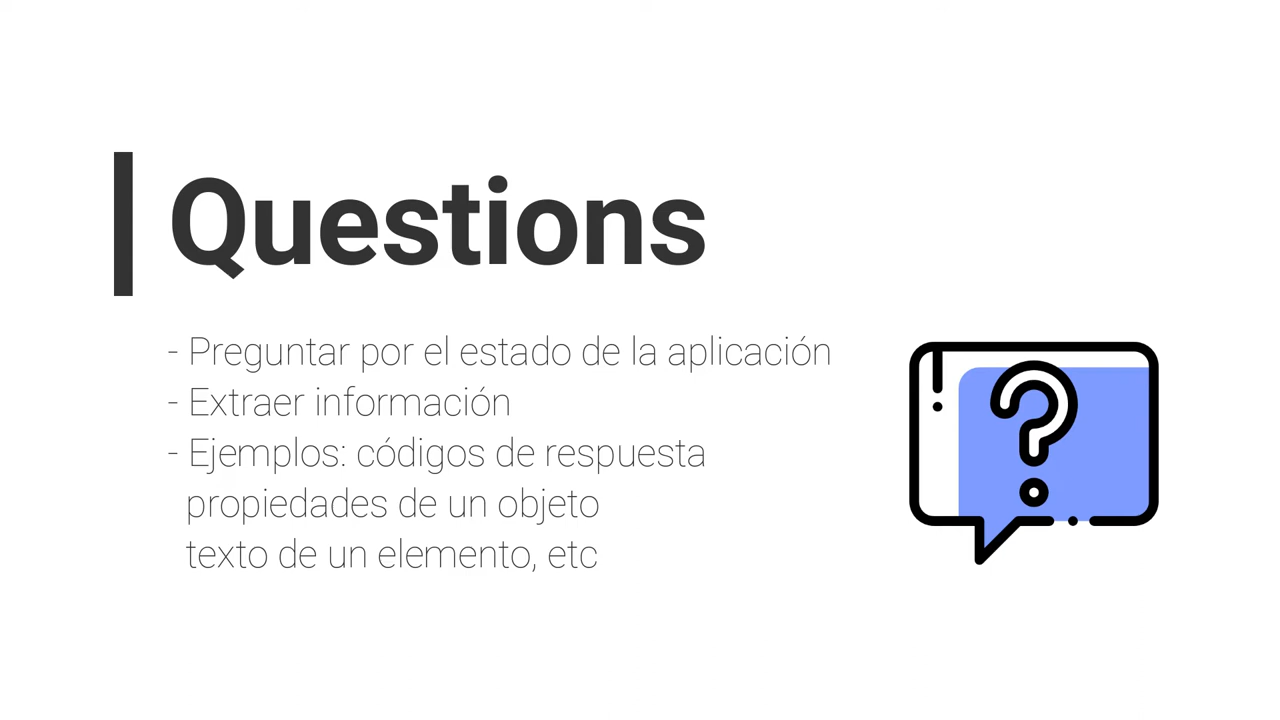 Questions
- Preguntar por el estado de la aplicación
- Extraer información
- Ejemplos: códigos de respuesta
propiedades de un objeto
texto de un elemento, etc